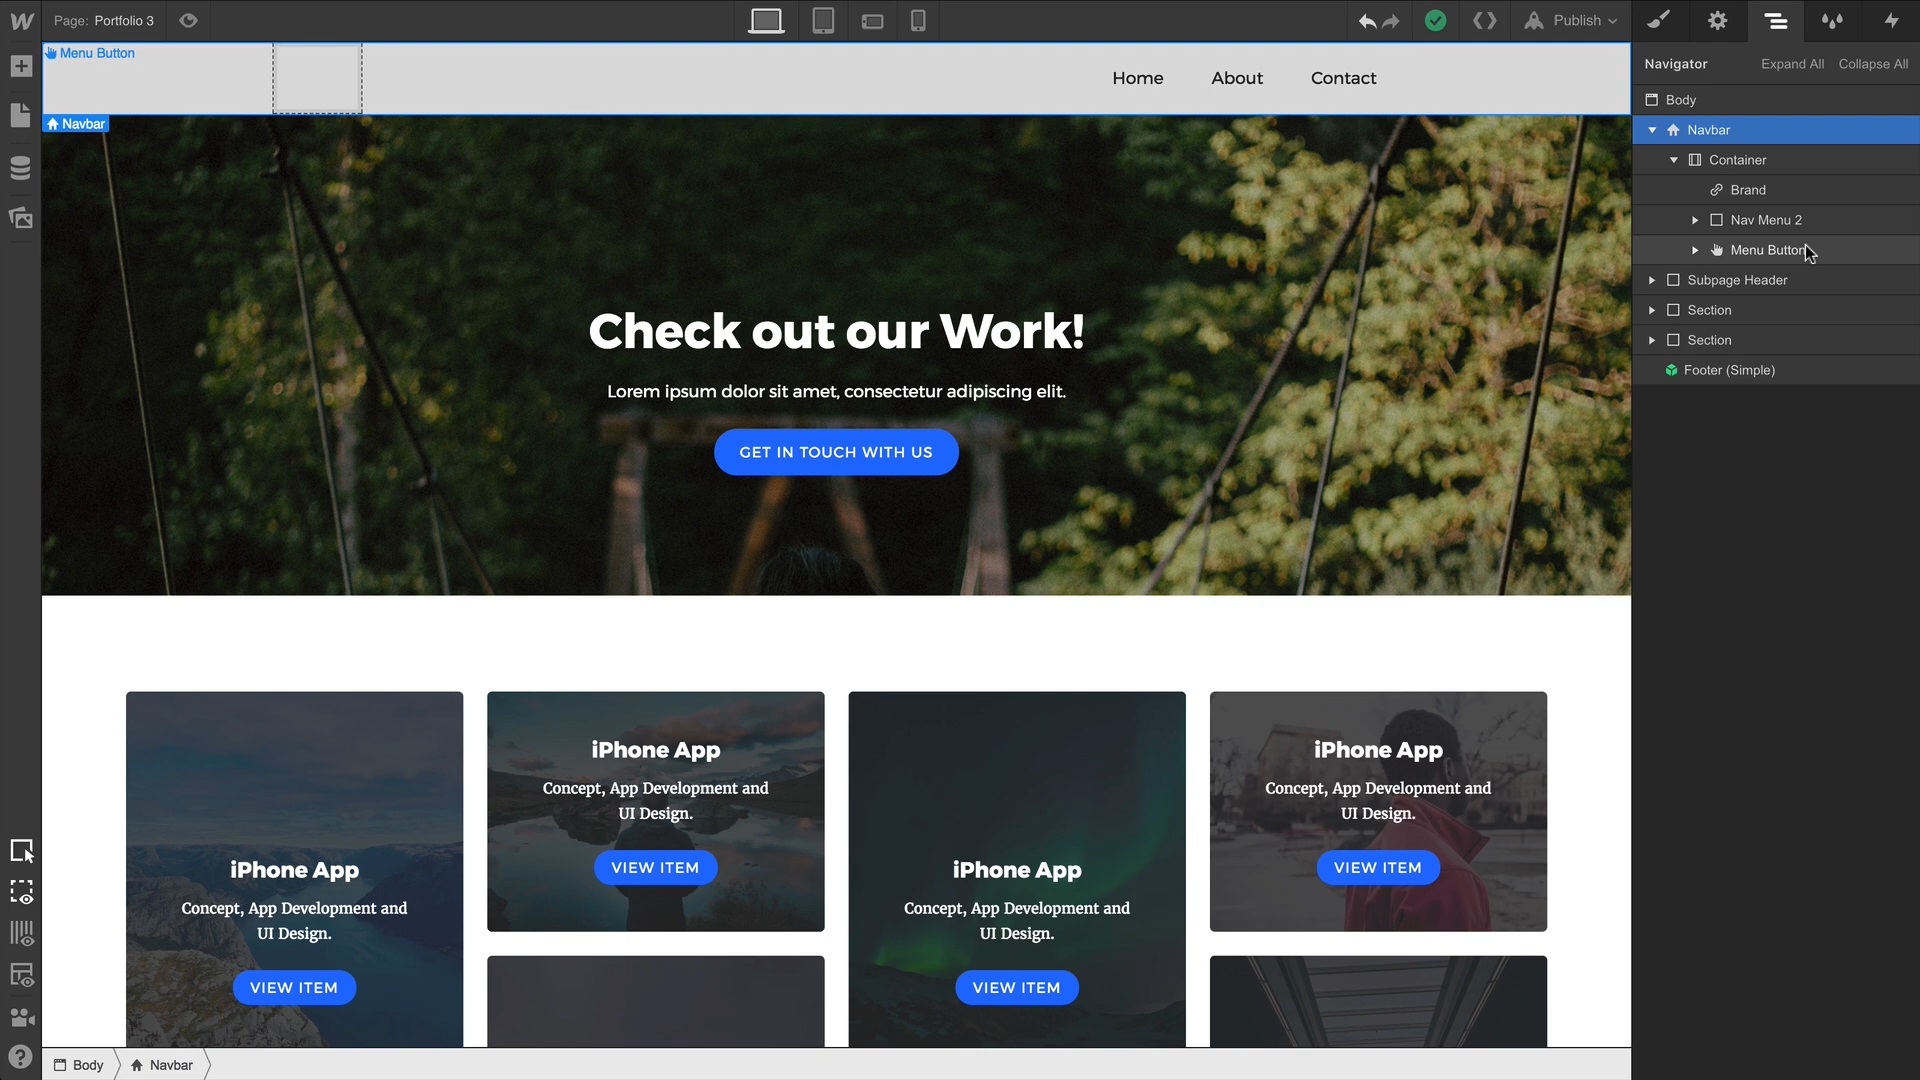 Page: Portfolio 3
Publish
Menu Button
Home About Contact
Navbar
Check out our Work!
Lorem ipsum dolor sit amet, consectetur adipiscing elit.
GET IN TOUCH WITH US
iPhone App
Concept, App Development and
UI Design.
VIEW ITEM
iPhone App
Concept, App Development and
UI Design.
VIEW ITEM
iPhone App
Concept, App Development and
UI Design.
VIEW ITEM
iPhone App
Concept, App Development and
UI Design.
VIEW ITEM
Body Navbar
Navigator Expand All Collapse All
Body
Navbar
Container
Brand
Nav Menu 2
Menu Button
Subpage Header
Section
Section
Footer (Simple)